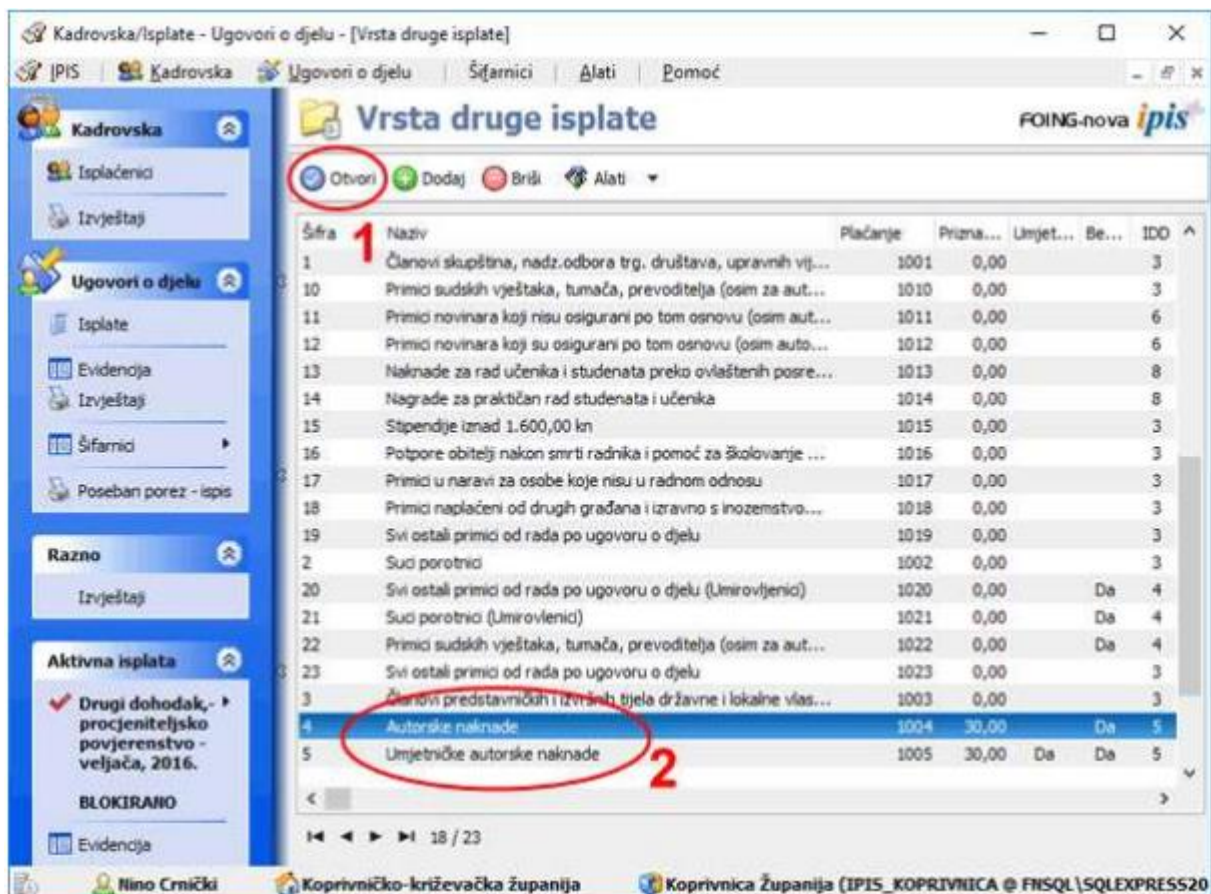 Kadrovska/Isplate - Ugovori o djelu - [Vrsta druge isplate]
IPIS Kadrovska Ugovori o djelu Šifarnici Alati Pomoć
Kadrovska
Isplaćenici
Izvještaji
Ugovori o djelu
Isplate
Evidencija
Izvještaji
Šifarnici
Poseban porez - ispis
Razno
Izvještaji
Aktivna isplata
Drugi dohodak,-
procjeniteljsko
povjerenstvo -
veljača, 2016.
BLOKIRANO
Evidencija
Vrsta druge isplate
FOING-nova ipis
Otvori Dodaj Briši Alati
1
Šifra Naziv Plaćanje Prizna... Umjet... Be... IDD
1 Članovi skupština, nadz.odbora trg. društava, upravnih vij... 1001 0,00 3
10 Primici sudskih vještaka, tumača, prevoditelja (osim za aut... 1010 0,00 3
11 Primici novinara koji nisu osigurani po tom osnovu (osim aut... 1011 0,00 6
12 Primici novinara koji su osigurani po tom osnovu (osim auto... 1012 0,00 6
13 Naknade za rad učenika i studenata preko ovlaštenih posre... 1013 0,00 8
14 Nagrade za praktičan rad studenata i učenika 1014 0,00 8
15 Stipendije iznad 1.600,00 kn 1015 0,00 3
16 Potpore obitelji nakon smrti radnika i pomoć za školovanje ... 1016 0,00 3
17 Primici u naravi za osobe koje nisu u radnom odnosu 1017 0,00 3
18 Primici naplaćeni od drugih građana i izravno s inozemstvo... 1018 0,00 3
19 Svi ostali primici od rada po ugovoru o djelu 1019 0,00 3
2 Suci porotnici 1002 0,00 3
20 Svi ostali primici od rada po ugovoru o djelu (Umirovljenici) 1020 0,00 Da 4
21 Suci porotnici (Umirovlenici) 1021 0,00 Da 4
22 Primici sudskih vještaka, tumača, prevoditelja (osim za aut... 1022 0,00 Da 4
23 Svi ostali primici od rada po ugovoru o djelu 1023 0,00 3
3 Članovi predstavničkih i izvršnih tijela državne i lokalne vlas... 1003 0,00 3
4 Autorske naknade 1004 30,00 Da 5
5 Umjetničke autorske naknade 1005 30,00 Da Da 5
2
18 / 23
Nino Crnički Koprivničko-križevačka županija Koprivnica Županija (IPIS_KOPRIVNICA @ FNSQL\SQLEXPRESS20